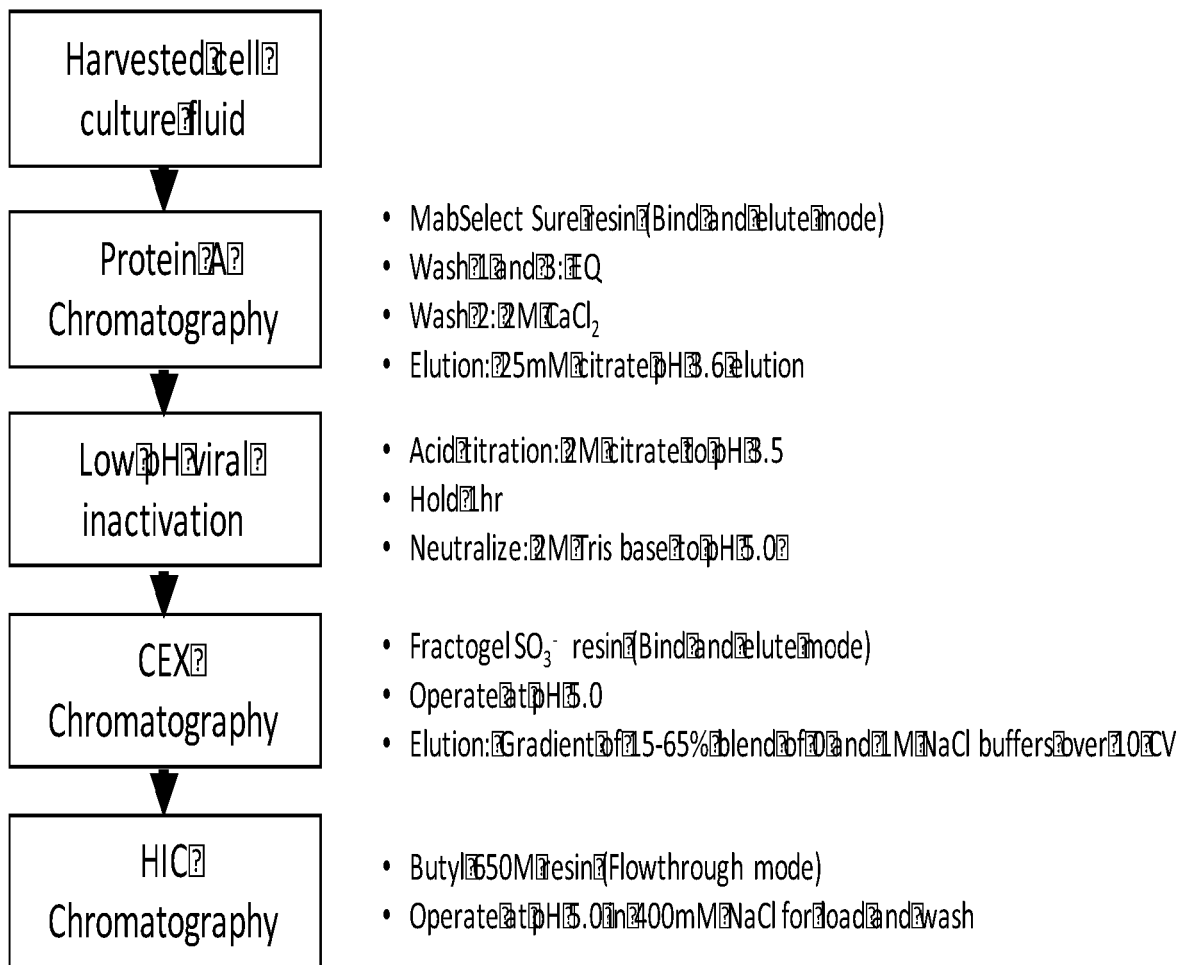 Harvested cell
culture fluid
Protein A
Chromatography
• MabSelect Sure resin (Bind and elute mode)
• Wash 1 and 3: EQ
• Wash 2: 2M CaCl₂
• Elution: 25mM citrate pH 3.6 elution
Low pH viral
inactivation
• Acid titration: 2M citrate to pH 3.5
• Hold 1hr
• Neutralize: 2M Tris base to pH 5.0
CEX
Chromatography
• Fractogel SO₃⁻ resin (Bind and elute mode)
• Operate at pH 5.0
• Elution: Gradient of 15-65% blend of 0 and 1M NaCl buffers over 10 CV
HIC
Chromatography
• Butyl 650M resin (Flowthrough mode)
• Operate at pH 5.0 in 400mM NaCl for load and wash